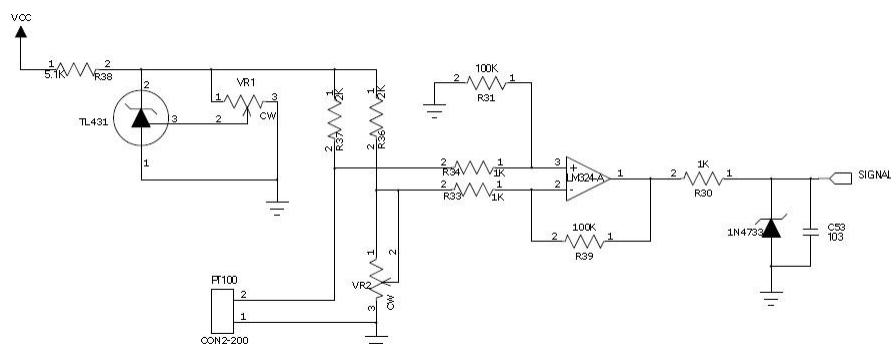 VCC
1 2
5.1K R38
2
TL431
3
1
VR1
1 3
2 CW
1 2K
R37
2
1 2K
R36
2
100K
2 1
R31
2 1
R34 1K
2 1
R33 1K
3 +
2 -
LM324-A
1
100K
2 1
R39
1K
2 1
R30
SIGNAL
1N4733
C53
103
1
2
VR2
CW
3
PT100
2
1
CON2-200